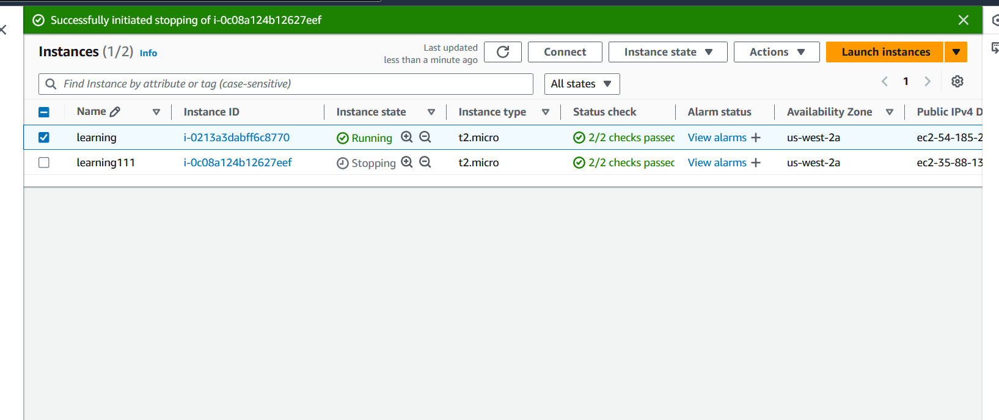 Successfully initiated stopping of i-0c08a124b12627eef
Instances (1/2) Info
Last updated
less than a minute ago
Connect
Instance state
Actions
Launch instances
Find Instance by attribute or tag (case-sensitive)
All states
1
Name Instance ID Instance state Instance type Status check Alarm status Availability Zone Public IPv4 D
learning i-0213a3dabff6c8770 Running t2.micro 2/2 checks passed View alarms us-west-2a ec2-54-185-2
learning111 i-0c08a124b12627eef Stopping t2.micro 2/2 checks passed View alarms us-west-2a ec2-35-88-13